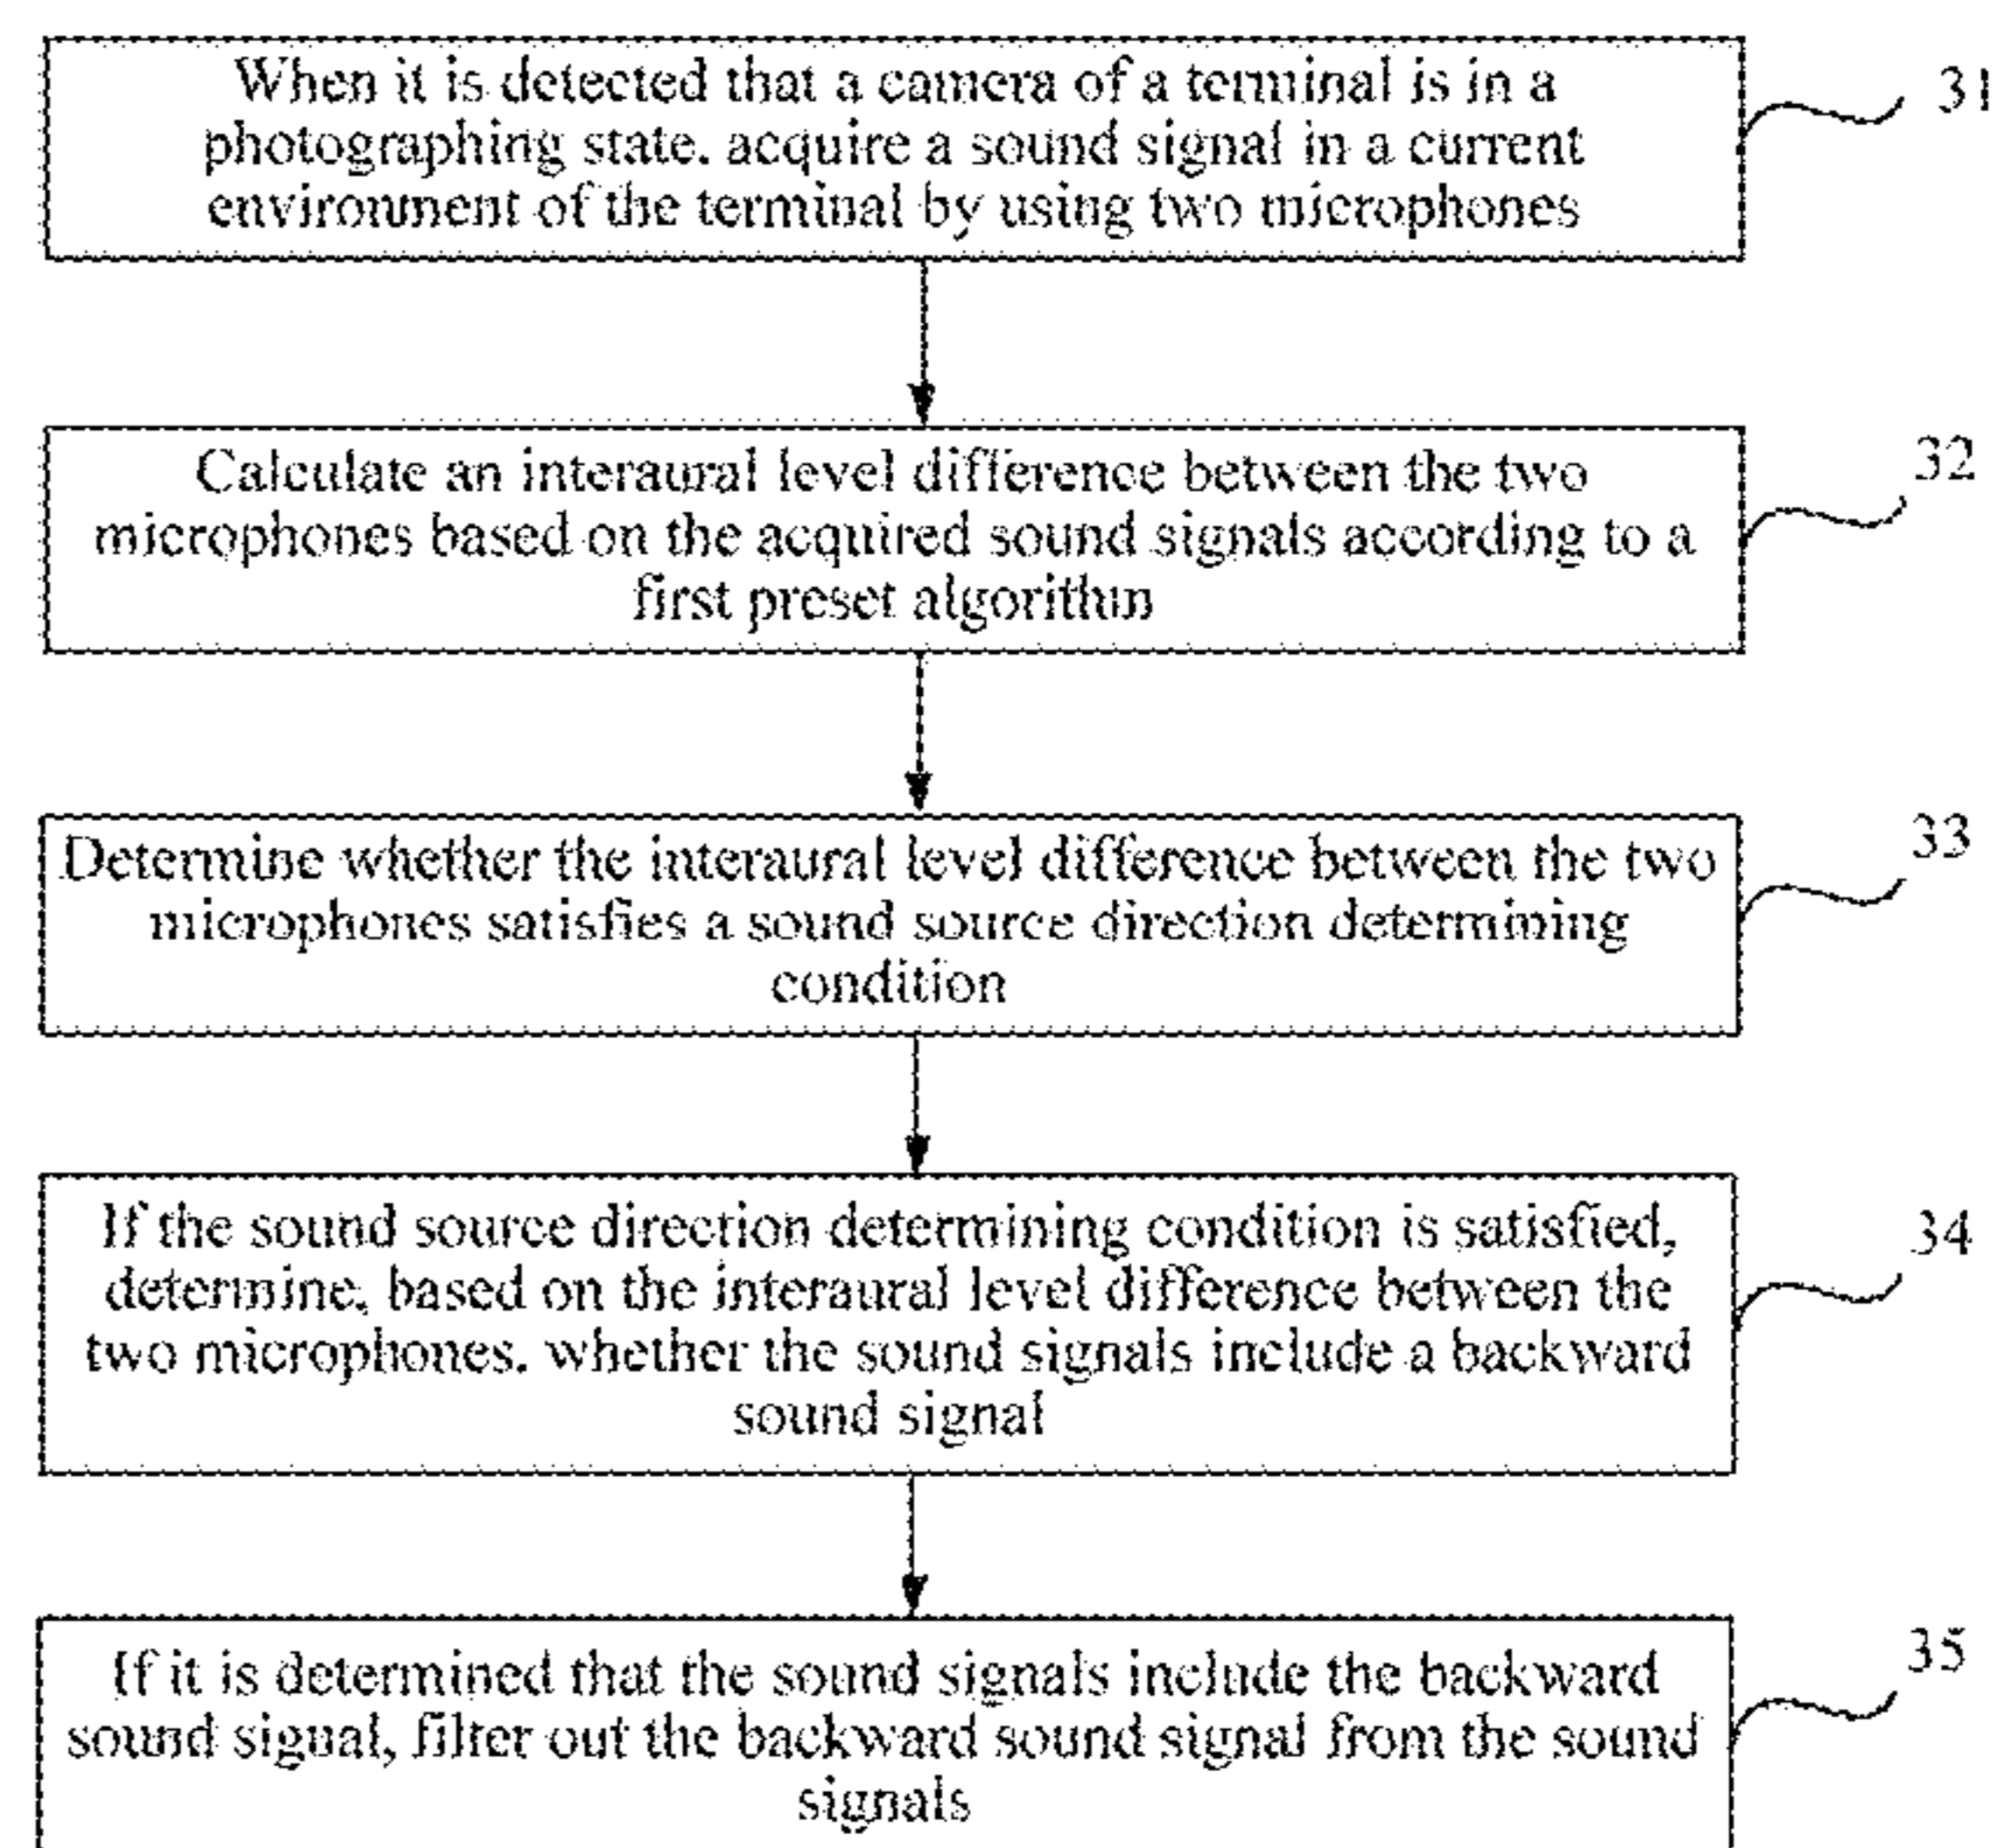 When it is detected that a camera of a terminal is in a
photographing state, acquire a sound signal in a current
environment of the terminal by using two microphones
31
Calculate an interaural level difference between the two
microphones based on the acquired sound signals according to a
first preset algorithm
32
Determine whether the interaural level difference between the two
microphones satisfies a sound source direction determining
condition
33
If the sound source direction determining condition is satisfied,
determine, based on the interaural level difference between the
two microphones, whether the sound signals include a backward
sound signal
34
If it is determined that the sound signals include the backward
sound signal, filter out the backward sound signal from the sound
signals
35